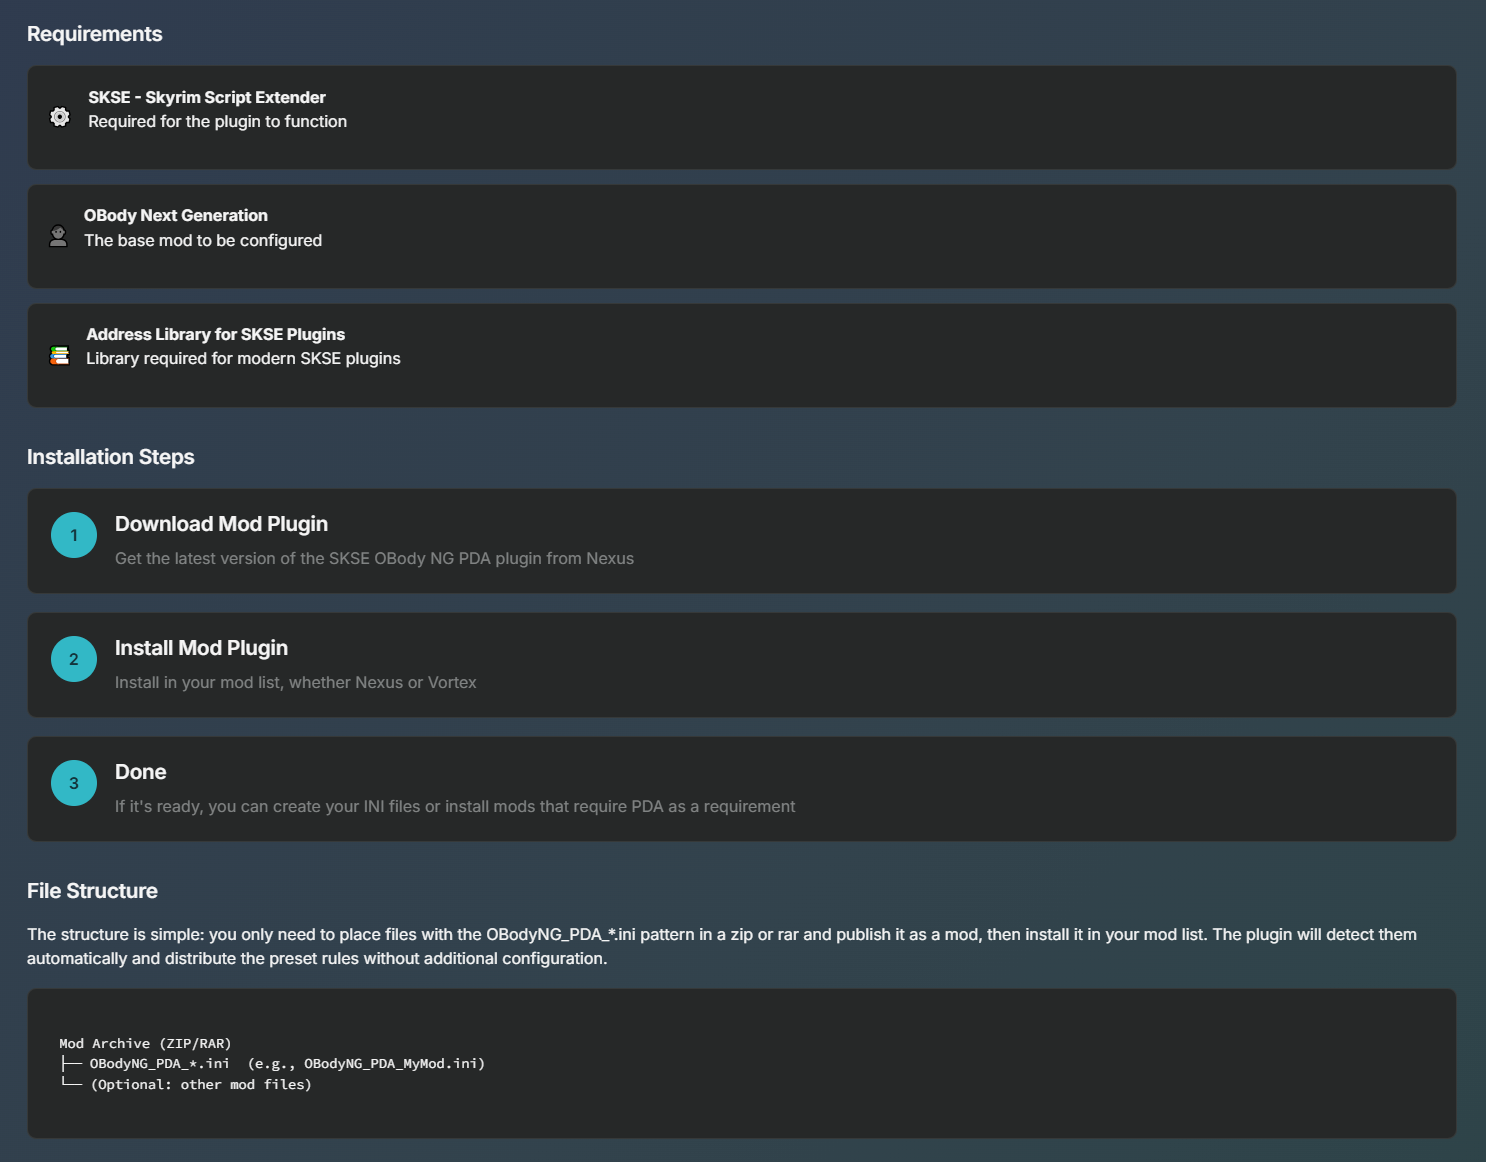 Requirements
SKSE - Skyrim Script Extender
Required for the plugin to function
OBody Next Generation
The base mod to be configured
Address Library for SKSE Plugins
Library required for modern SKSE plugins
Installation Steps
1
Download Mod Plugin
Get the latest version of the SKSE OBody NG PDA plugin from Nexus
2
Install Mod Plugin
Install in your mod list, whether Nexus or Vortex
3
Done
If it's ready, you can create your INI files or install mods that require PDA as a requirement
File Structure
The structure is simple: you only need to place files with the OBodyNG_PDA_*.ini pattern in a zip or rar and publish it as a mod, then install it in your mod list. The plugin will detect them
automatically and distribute the preset rules without additional configuration.
Mod Archive (ZIP/RAR)
├── OBodyNG_PDA_*.ini  (e.g., OBodyNG_PDA_MyMod.ini)
└── (Optional: other mod files)